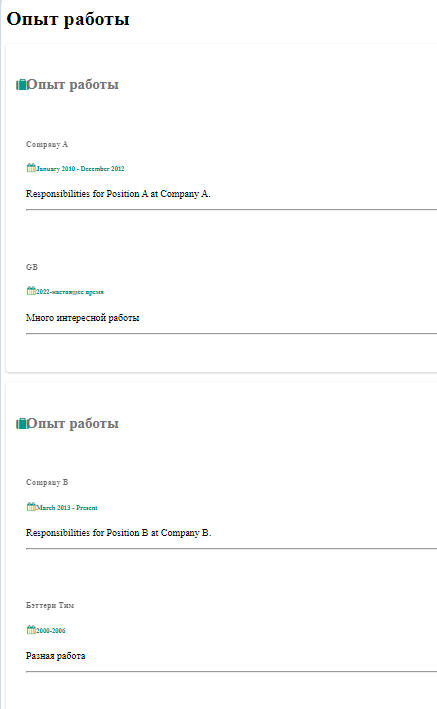 Опыт работы
Опыт работы
Company A
January 2010 - December 2012
Responsibilities for Position A at Company A.
GB
2022-настоящее время
Много интересной работы
Опыт работы
Company B
March 2013 - Present
Responsibilities for Position B at Company B.
Бэттери Тим
2000-2006
Разная работа